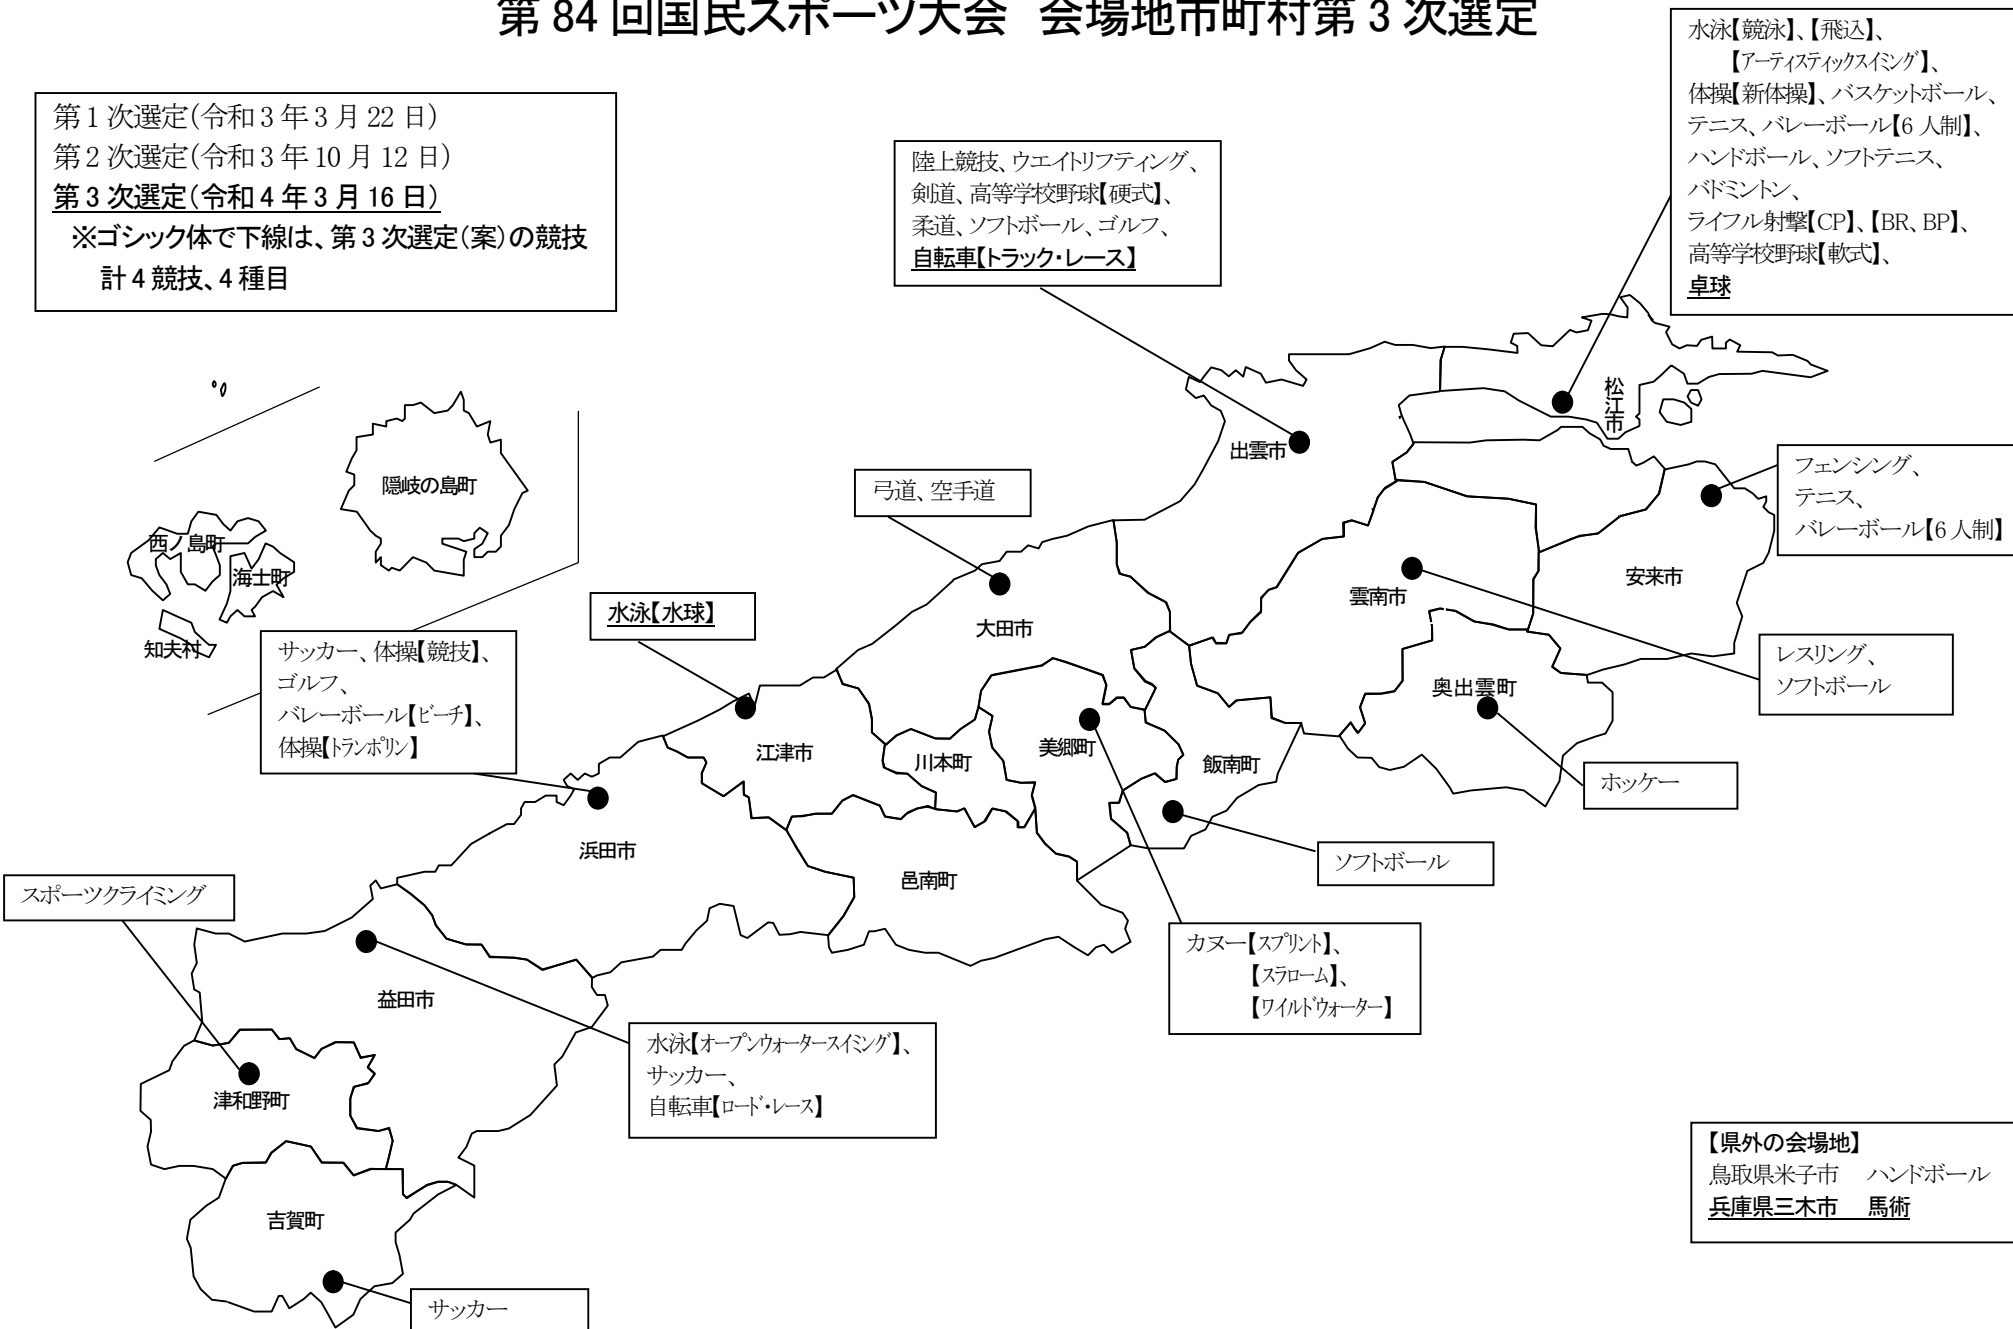 第84回国民スポーツ大会 会場地市町村第3次選定
第1次選定(令和3年3月22日)
第2次選定(令和3年10月12日)
第3次選定(令和4年3月16日)
※ゴシック体で下線は、第3次選定(案)の競技
計4競技、4種目
陸上競技、ウエイトリフティング、
剣道、高等学校野球【硬式】、
柔道、ソフトボール、ゴルフ、
自転車【トラック・レース】
水泳【競泳】、【飛込】、
【アーティスティックスイミング】、
体操【新体操】、バスケットボール、
テニス、バレーボール【6人制】、
ハンドボール、ソフトテニス、
バドミントン、
ライフル射撃【CP】、【BR、BP】、
高等学校野球【軟式】、
卓球
松江市
出雲市
フェンシング、
テニス、
バレーボール【6人制】
安来市
弓道、空手道
大田市
雲南市
レスリング、
ソフトボール
隠岐の島町
西ノ島町
海士町
知夫村
水泳【水球】
サッカー、体操【競技】、
ゴルフ、
バレーボール【ビーチ】、
体操【トランポリン】
奥出雲町
ホッケー
江津市
川本町
美郷町
飯南町
ソフトボール
浜田市
邑南町
カヌー【スプリント】、
【スラローム】、
【ワイルドウォーター】
スポーツクライミング
益田市
水泳【オープンウォータースイミング】、
サッカー、
自転車【ロード・レース】
津和野町
吉賀町
サッカー
【県外の会場地】
鳥取県米子市 ハンドボール
兵庫県三木市 馬術